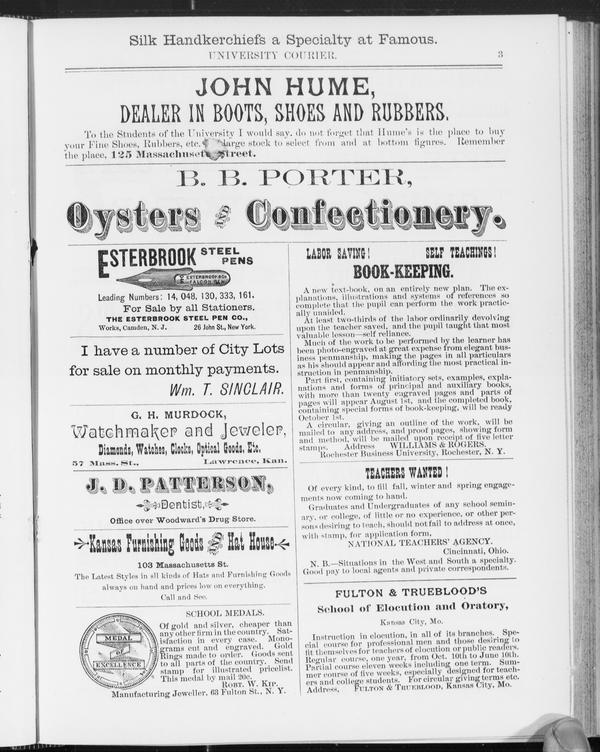 Silk Handkerchiefs a Specialty at Famous.
UNIVERSITY COURIER. 3
JOHN HUME,
DEALER IN BOOTS, SHOES AND RUBBERS.
To the Students of the University I would say, do not forget that Hume's is the place to buy
your Fine Shoes, Rubbers, etc. large stock to select from and at bottom figures. Remember
the place, 125 Massachusetts Street.
B. B. PORTER,
Oysters and Confectionery.
ESTERBROOK STEEL PENS
ESTERBROOK&CO
FALCON PEN
Leading Numbers: 14, 048, 130, 333, 161.
For Sale by all Stationers.
THE ESTERBROOK STEEL PEN CO.,
Works, Camden, N. J. 26 John St., New York.
I have a number of City Lots
for sale on monthly payments.
Wm. T. SINCLAIR.
G. H. MURDOCK,
Watchmaker and Jeweler,
Diamonds, Watches, Clocks, Optical Goods, Etc.
57 Mass. St., Lawrence, Kan.
J. D. PATTERSON,
Dentist,
Office over Woodward's Drug Store.
Kansas Furnishing Goods and Hat House
103 Massachusetts St.
The Latest Styles in all kinds of Hats and Furnishing Goods
always on hand and prices low on everything.
Call and See.
MEDAL
OF
EXCELLENCE
SCHOOL MEDALS.
Of gold and silver, cheaper than
any other firm in the country. Sat-
isfaction in every case. Mono-
grams cut and engraved. Gold
Rings made to order. Goods sent
to all parts of the country. Send
stamp for illustrated pricelist.
This medal by mail 20c.
ROBT. W. KIP,
Manufacturing Jeweller, 63 Fulton St., N. Y.
LABOR SAVING! SELF TEACHINGS!
BOOK-KEEPING.
A new text-book, on an entirely new plan. The ex-
planations, illustrations and systems of references so
complete that the pupil can perform the work practic-
ally unaided.
At least two-thirds of the labor ordinarily devolving
upon the teacher saved, and the pupil taught that most
valuable lesson—self reliance.
Much of the work to be performed by the learner has
been photo-engraved at great expense from elegant bus-
iness penmanship, making the pages in all particulars
as his should appear and affording the most practical in-
struction in penmanship.
Part first, containing initiatory sets, examples, expla-
nations and forms of principal and auxiliary books,
with more than twenty engraved pages and parts of
pages will appear August 1st, and the completed book,
containing special forms of book-keeping, will be ready
October 1st.
A circular, giving an outline of the work, will be
mailed to any address, and proof pages, showing form
and method, will be mailed upon receipt of five letter
stamps. Address WILLIAMS & ROGERS,
Rochester Business University, Rochester, N. Y.
TEACHERS WANTED!
Of every kind, to fill fall, winter and spring engage-
ments now coming to hand.
Graduates and Undergraduates of any school semin-
ary, or college, of little or no experience, or other per-
sons desiring to teach, should not fail to address at once,
with stamp, for application form,
NATIONAL TEACHERS' AGENCY.
Cincinnati, Ohio.
N. B.—Situations in the West and South a specialty.
Good pay to local agents and private correspondents.
FULTON & TRUEBLOOD'S
School of Elocution and Oratory,
Kansas City, Mo.
Instruction in elocution, in all of its branches. Spe-
cial course for professional men and those desiring to
fit themselves for teachers of elocution or public readers.
Regular course, one year, from Oct. 10th to June 10th.
Partial course eleven weeks including one term. Sum-
mer course of five weeks, especially designed for teach-
ers and college students. For circular giving terms etc.
Address, FULTON & TRUEBLOOD, Kansas City, Mo.